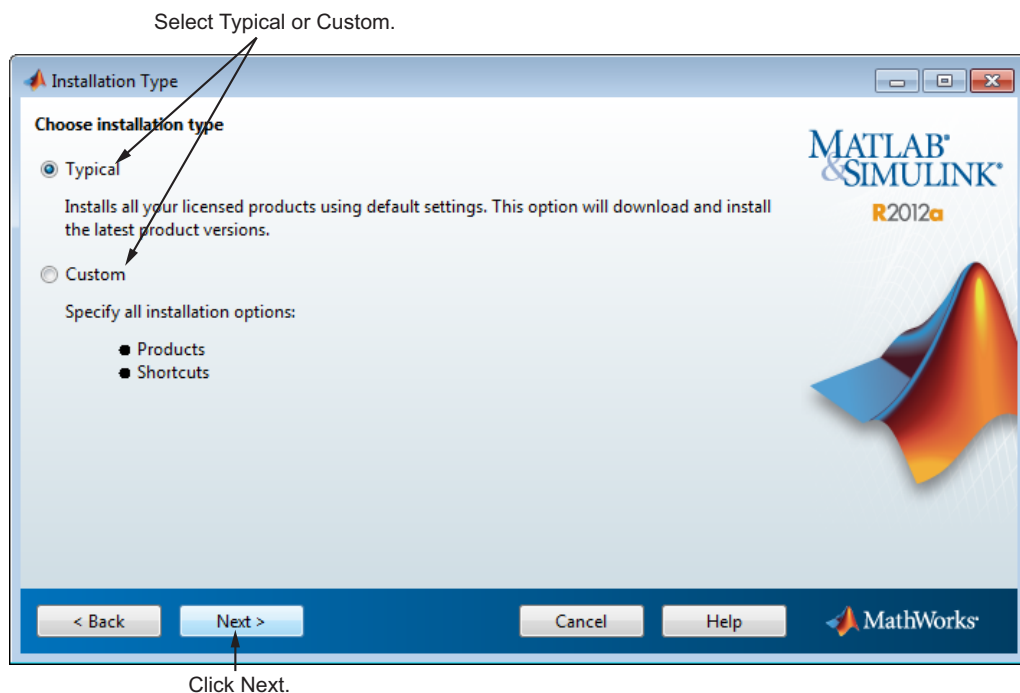 Select Typical or Custom.
Installation Type
Choose installation type
Typical
Installs all your licensed products using default settings. This option will download and install
the latest product versions.
Custom
Specify all installation options:
Products
Shortcuts
MATLAB®
&SIMULINK®
R2012a
< Back
Next >
Cancel
Help
MathWorks®
Click Next.